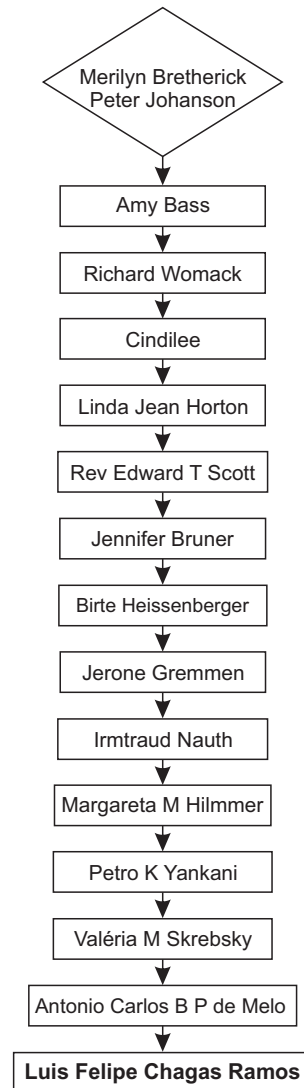 Merilyn Bretherick
Peter Johanson
Amy Bass
Richard Womack
Cindilee
Linda Jean Horton
Rev Edward T Scott
Jennifer Bruner
Birte Heissenberger
Jerone Gremmen
Irmtraud Nauth
Margareta M Hilmmer
Petro K Yankani
Valéria M Skrebsky
Antonio Carlos B P de Melo
Luis Felipe Chagas Ramos